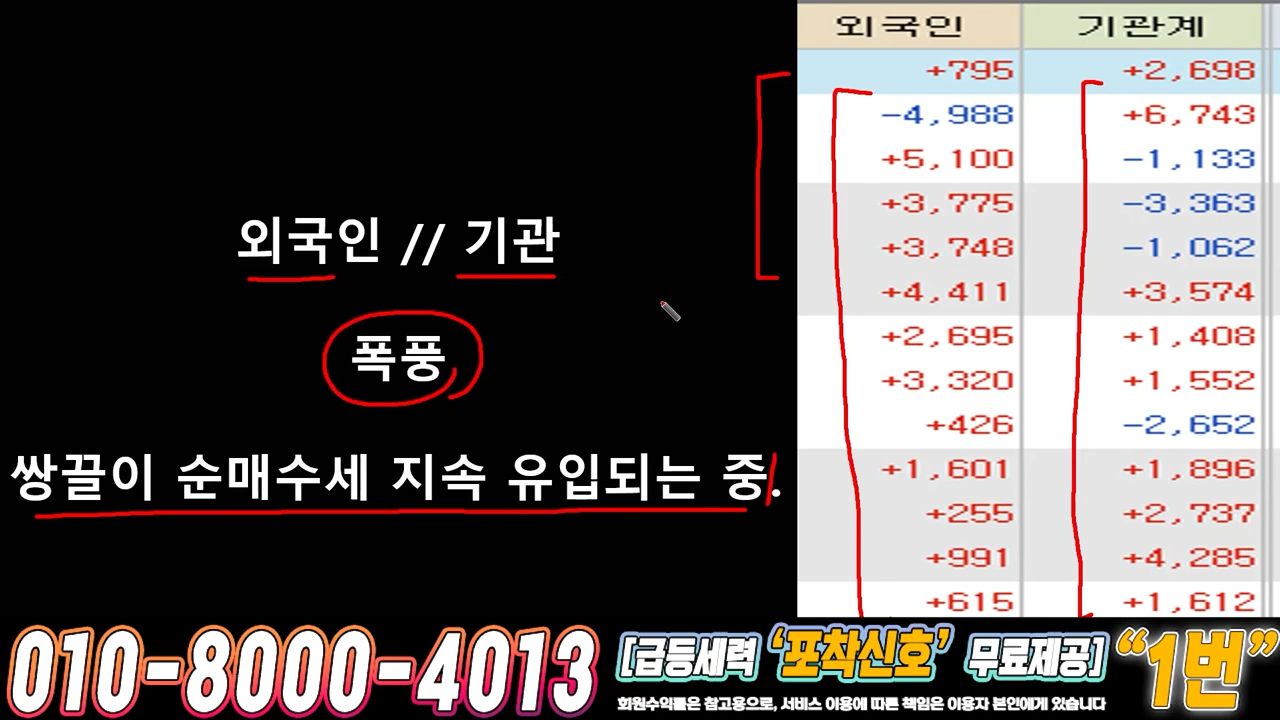 외국인 // 기관
폭풍
쌍끌이 순매수세 지속 유입되는 중.
외국인 기관계
+795 +2,698
-4,988 +6,743
+5,100 -1,133
+3,775 -3,363
+3,748 -1,062
+4,411 +3,574
+2,695 +1,408
+3,320 +1,552
+426 -2,652
+1,601 +1,896
+255 +2,737
+991 +4,285
+615 +1,612
010-8000-4013 [급등세력 ‘포착신호’ 무료제공] “1번”
회원수익률은 참고용으로, 서비스 이용에 따른 책임은 이용자 본인에게 있습니다